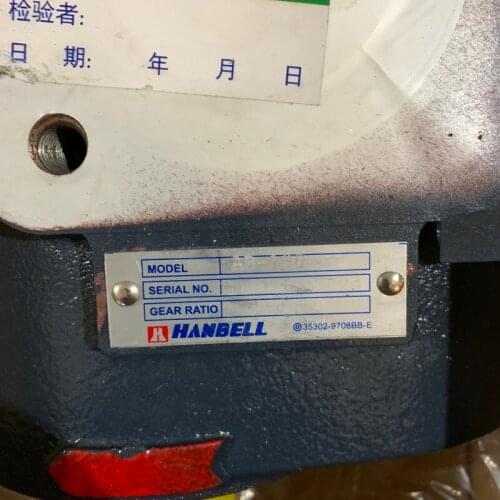 检验者:
日 期: 年 月 日
MODEL
SERIAL NO.
GEAR RATIO
HANBELL
@35302-9708BB-E